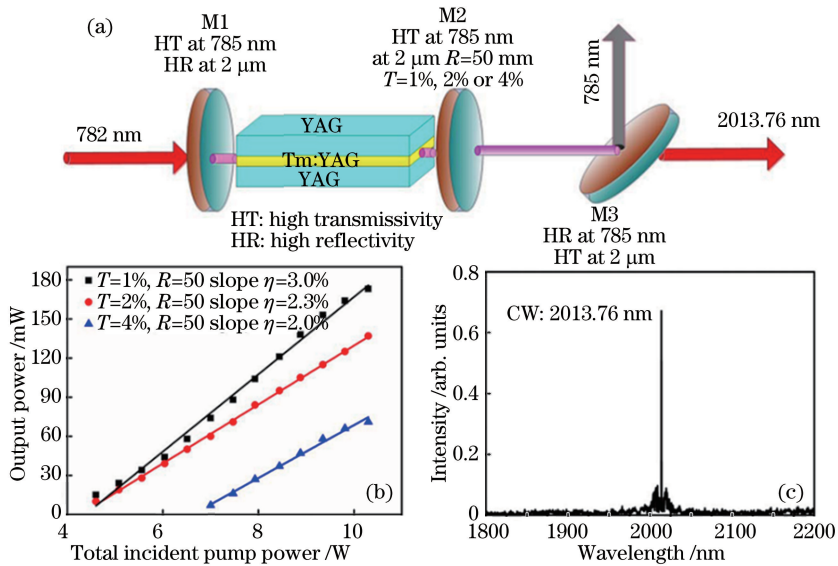 (a)
M1
HT at 785 nm
HR at 2 μm
M2
HT at 785 nm
at 2 μm R=50 mm
T=1%, 2% or 4%
785 nm
782 nm
2013.76 nm
YAG
Tm:YAG
YAG
HT: high transmissivity
HR: high reflectivity
M3
HR at 785 nm
HT at 2 μm
180
150
120
90
60
30
0
Output power /mW
T=1%, R=50 slope η=3.0%
T=2%, R=50 slope η=2.3%
T=4%, R=50 slope η=2.0%
(b)
4 6 8 10
Total incident pump power /W
0.8
0.6
0.4
0.2
0
Intensity /arb. units
CW: 2013.76 nm
(c)
1800 1900 2000 2100 2200
Wavelength /nm